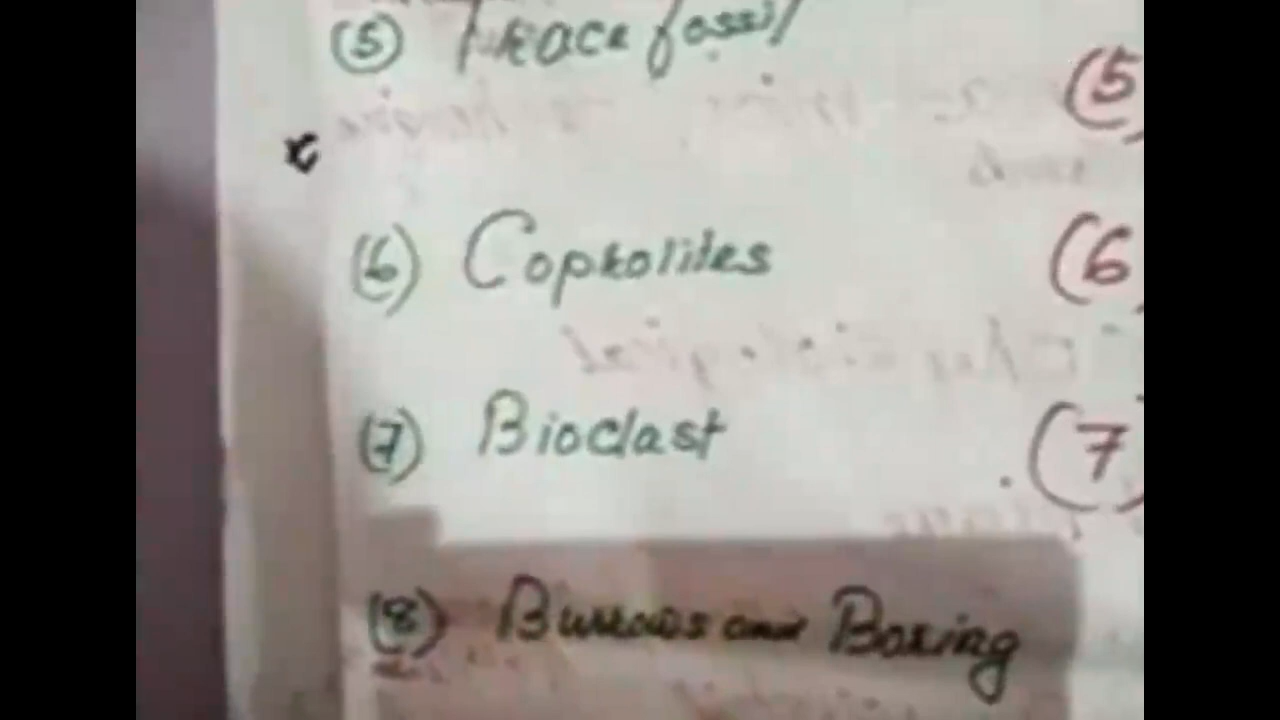 (5) Trace fossil
(5)
(6) Coprolites
(6)
(7) Bioclast
(7)
(8) Burrows and Boring